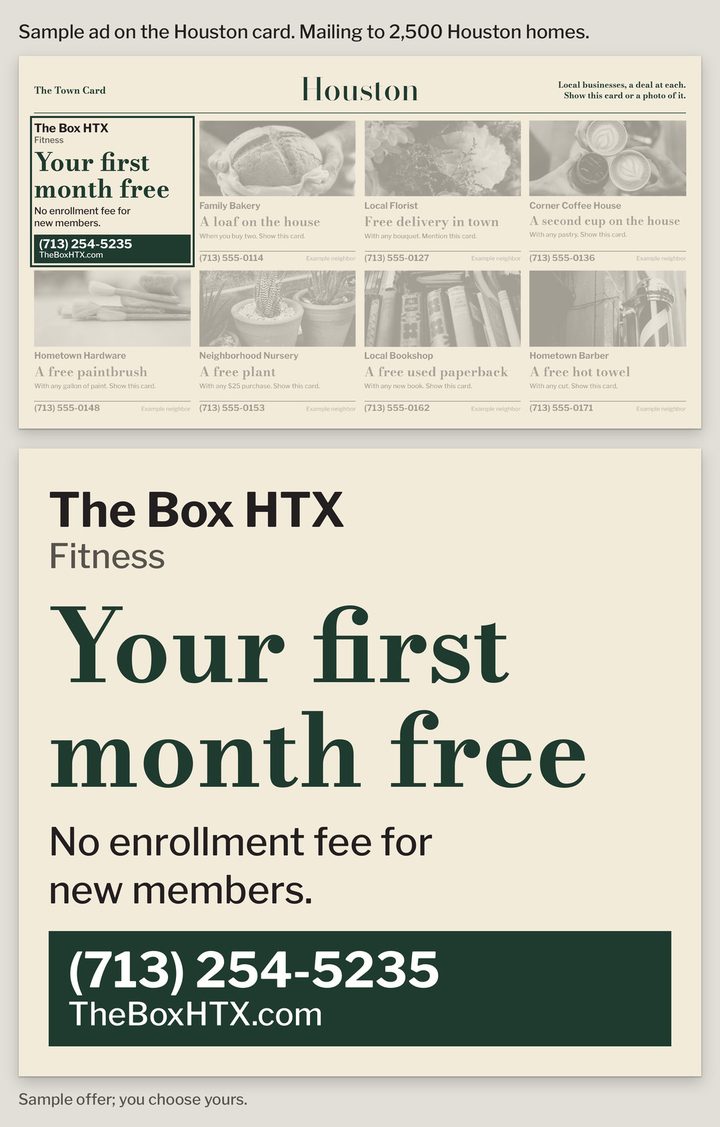 Sample ad on the Houston card. Mailing to 2,500 Houston homes.
The Town Card
Houston
Local businesses, a deal at each.
Show this card or a photo of it.
The Box HTX
Fitness
Your first
month free
No enrollment fee for
new members.
(713) 254-5235
TheBoxHTX.com
Family Bakery
A loaf on the house
When you buy two. Show this card.
(713) 555-0114
Example neighbor
Local Florist
Free delivery in town
With any bouquet. Mention this card.
(713) 555-0127
Example neighbor
Corner Coffee House
A second cup on the house
With any pastry. Show this card.
(713) 555-0136
Example neighbor
Hometown Hardware
A free paintbrush
With any gallon of paint. Show this card.
(713) 555-0148
Example neighbor
Neighborhood Nursery
A free plant
With any $25 purchase. Show this card.
(713) 555-0153
Example neighbor
Local Bookshop
A free used paperback
With any new book. Show this card.
(713) 555-0162
Example neighbor
Hometown Barber
A free hot towel
With any cut. Show this card.
(713) 555-0171
Example neighbor
The Box HTX
Fitness
Your first
month free
No enrollment fee for
new members.
(713) 254-5235
TheBoxHTX.com
Sample offer; you choose yours.